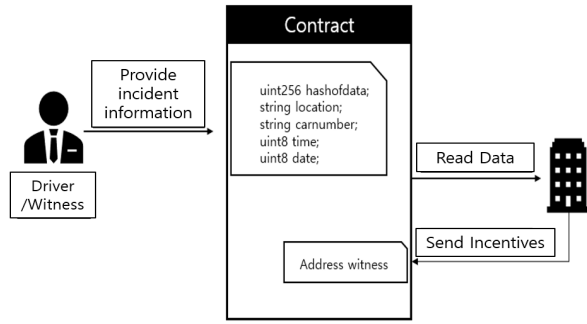 Contract
Provide
incident
information
uint256 hashofdata;
string location;
string carnumber;
uint8 time;
uint8 date;
Driver
/Witness
Read Data
Send Incentives
Address witness